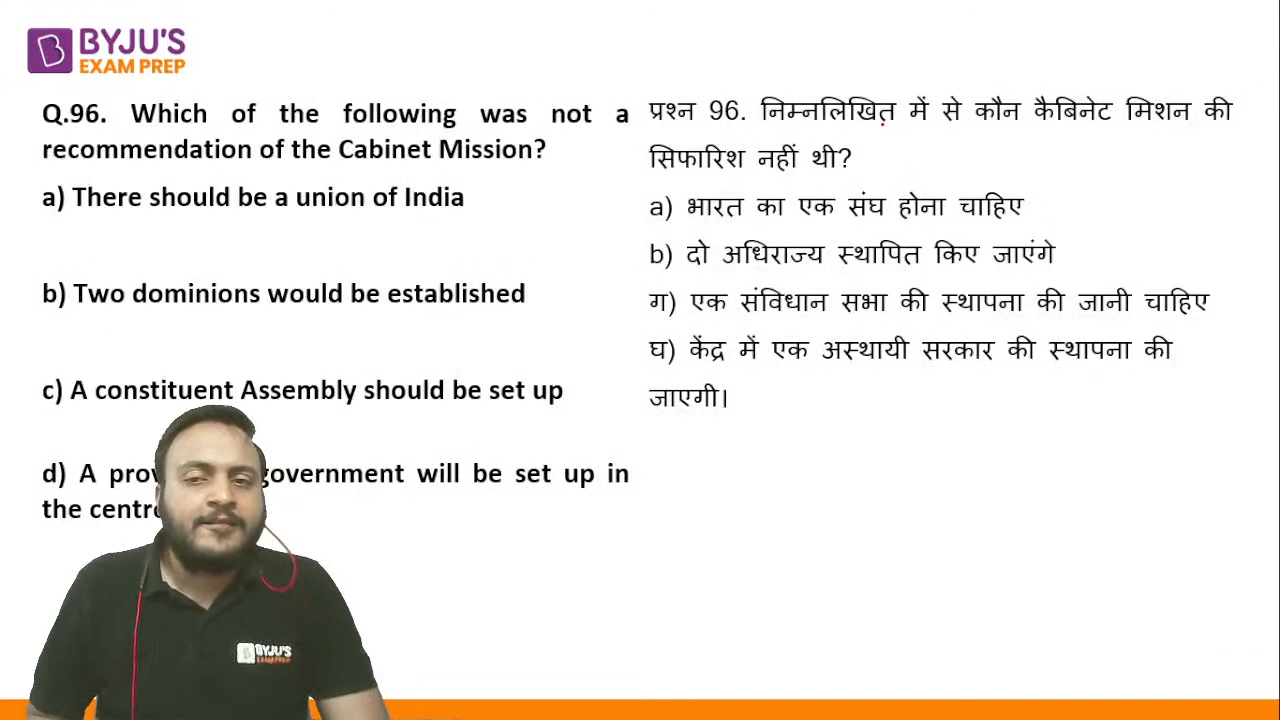 BYJU'S
EXAM PREP
Q.96. Which of the following was not a
recommendation of the Cabinet Mission?
a) There should be a union of India
b) Two dominions would be established
c) A constituent Assembly should be set up
d) A government will be set up in
the
प्रश्न 96. निम्नलिखित में से कौन कैबिनेट मिशन की
सिफारिश नहीं थी?
a) भारत का एक संघ होना चाहिए
b) दो अधिराज्य स्थापित किए जाएंगे
ग) एक संविधान सभा की स्थापना की जानी चाहिए
घ) केंद्र में एक अस्थायी सरकार की स्थापना की
जाएगी।
BYJU'S
EXAM PREP